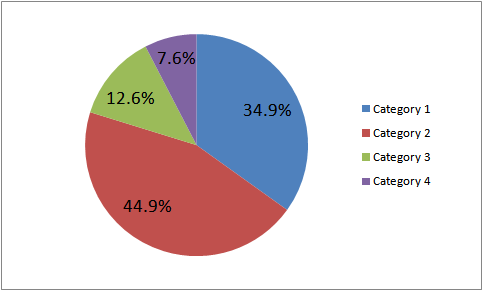 7.6%
34.9%
12.6%
44.9%
Category 1
Category 2
Category 3
Category 4